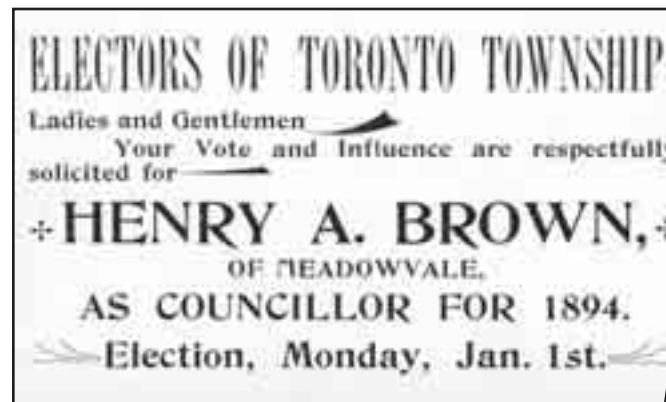 ELECTORS OF TORONTO TOWNSHIP
Ladies and Gentlemen
Your Vote and Influence are respectfully
solicited for
HENRY A. BROWN,
OF MEADOWVALE,
AS COUNCILLOR FOR 1894.
Election, Monday, Jan. 1st.